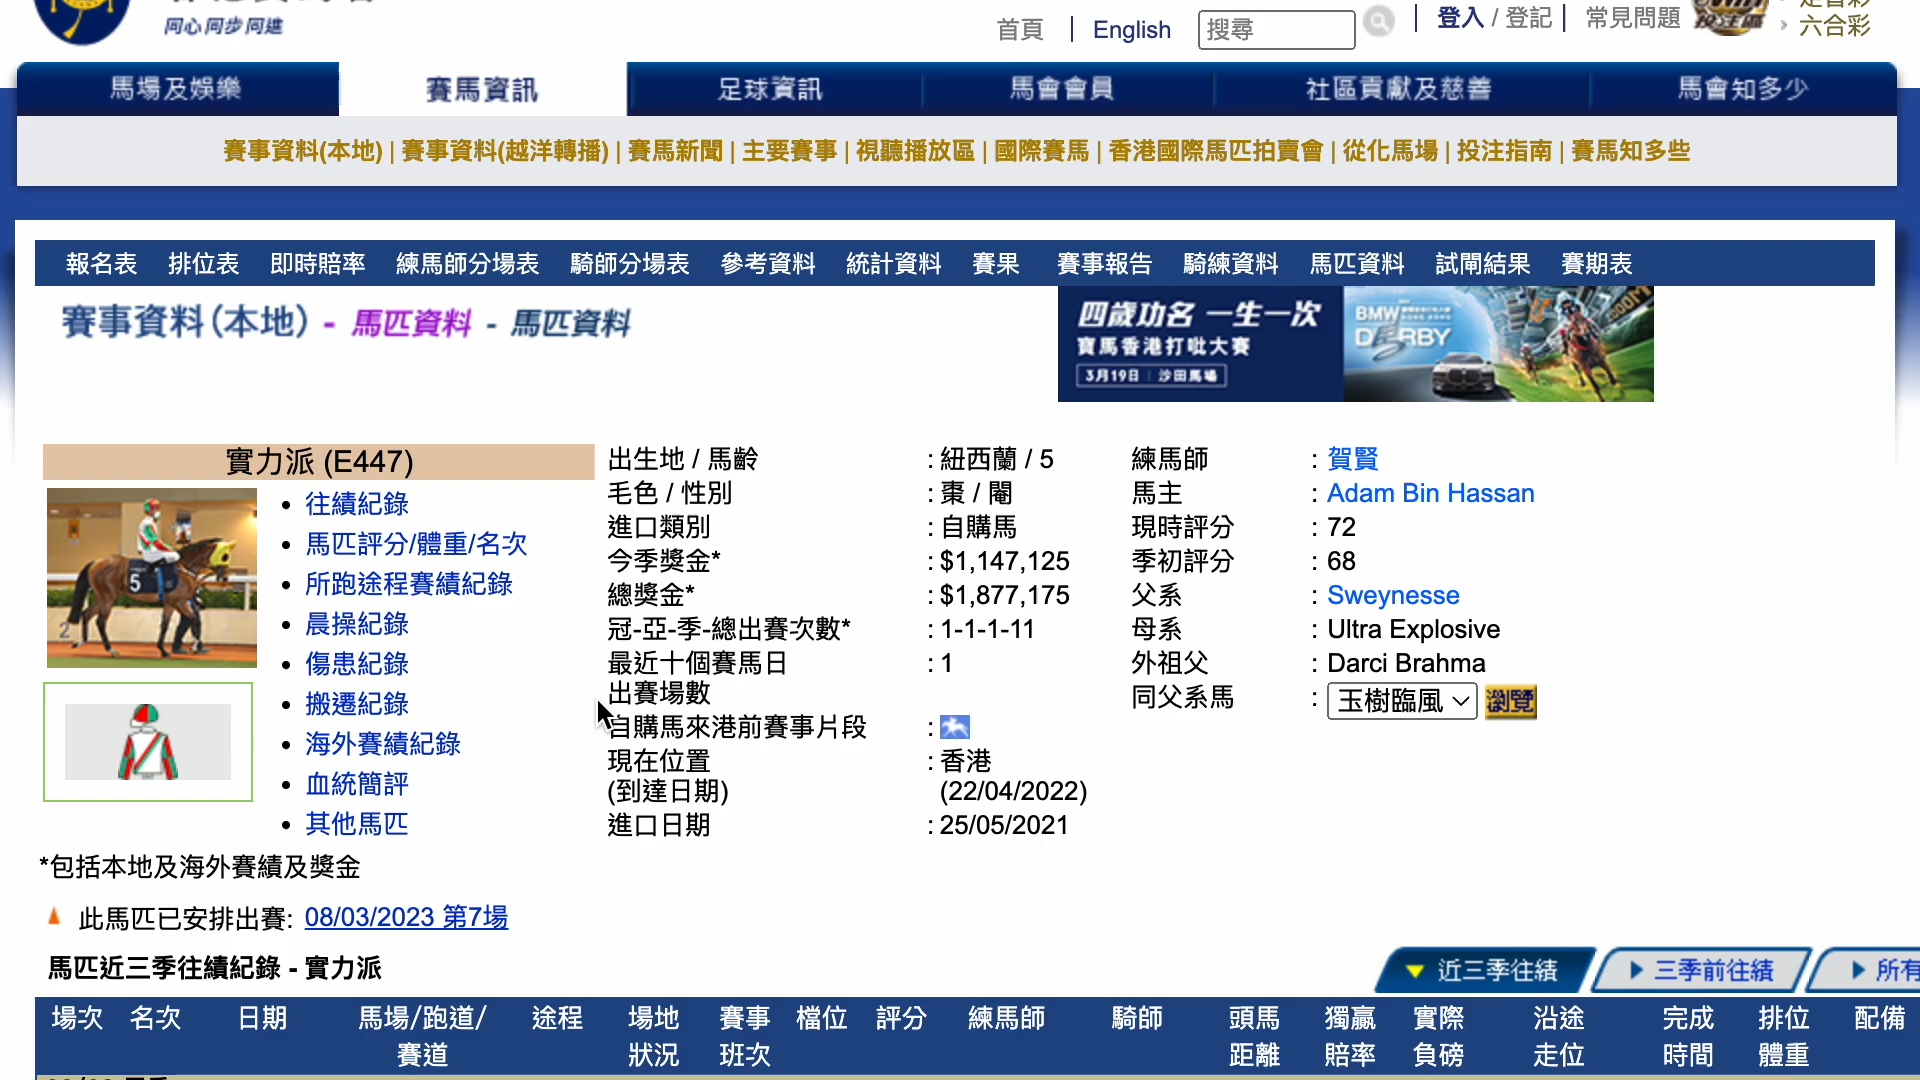 同心同步同進
首頁 | English 搜尋 | 登入 / 登記 | 常見問題
投注區
六合彩
馬場及娛樂 賽馬資訊 足球資訊 馬會會員 社區貢獻及慈善 馬會知多少
賽事資料(本地) | 賽事資料(越洋轉播) | 賽馬新聞 | 主要賽事 | 視聽播放區 | 國際賽馬 | 香港國際馬匹拍賣會 | 從化馬場 | 投注指南 | 賽馬知多些
報名表 排位表 即時賠率 練馬師分場表 騎師分場表 參考資料 統計資料 賽果 賽事報告 騎練資料 馬匹資料 試閘結果 賽期表
賽事資料(本地) - 馬匹資料 - 馬匹資料
四歲功名 一生一次
寶馬香港打吡大賽
3月19日 | 沙田馬場
BMW
DERBY
實力派 (E447)
5
2
• 往績紀錄
• 馬匹評分/體重/名次
• 所跑途程賽績紀錄
• 晨操紀錄
• 傷患紀錄
• 搬遷紀錄
• 海外賽績紀錄
• 血統簡評
• 其他馬匹
出生地 / 馬齡 : 紐西蘭 / 5
毛色 / 性別 : 棗 / 閹
進口類別 : 自購馬
今季獎金* : $1,147,125
總獎金* : $1,877,175
冠-亞-季-總出賽次數* : 1-1-1-11
最近十個賽馬日 : 1
出賽場數
自購馬來港前賽事片段 :
現在位置 : 香港
(到達日期) (22/04/2022)
進口日期 : 25/05/2021
練馬師 : 賀賢
馬主 : Adam Bin Hassan
現時評分 : 72
季初評分 : 68
父系 : Sweynesse
母系 : Ultra Explosive
外祖父 : Darci Brahma
同父系馬 : 玉樹臨風 瀏覽
*包括本地及海外賽績及獎金
此馬匹已安排出賽: 08/03/2023 第7場
馬匹近三季往績紀錄 - 實力派
近三季往績 三季前往績 所有
場次 名次 日期 馬場/跑道/ 途程 場地 賽事 檔位 評分 練馬師 騎師 頭馬 獨贏 實際 沿途 完成 排位 配備
賽道 狀況 班次 距離 賠率 負磅 走位 時間 體重